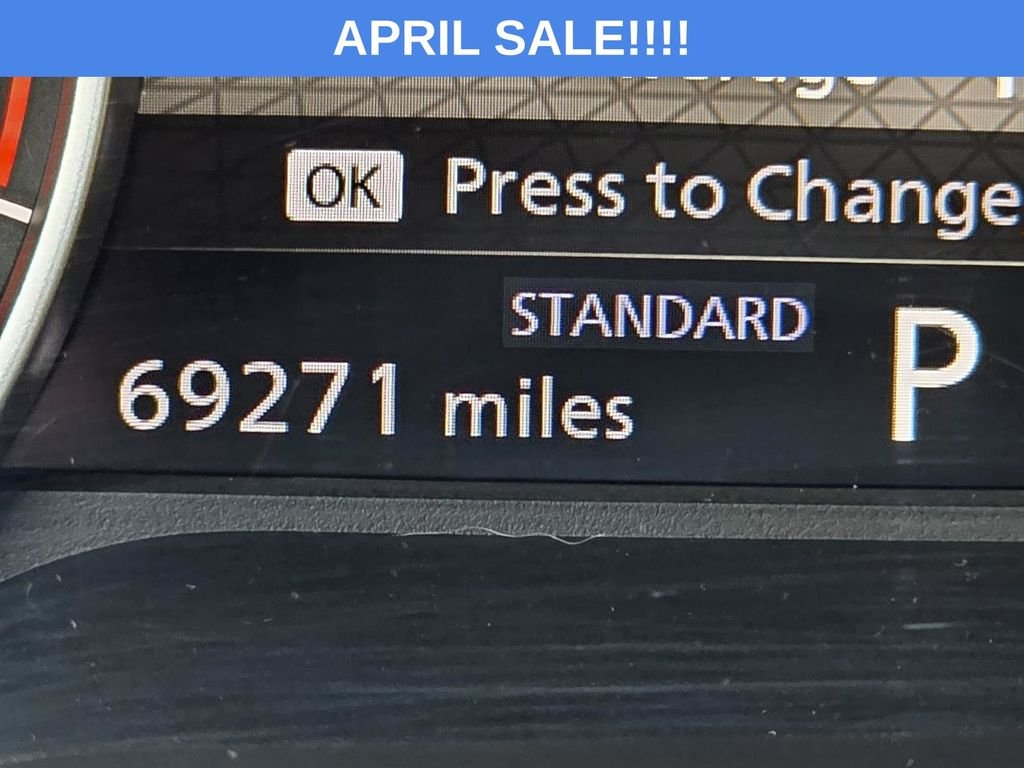 APRIL SALE!!!!
OK Press to Change
STANDARD
P
69271 miles